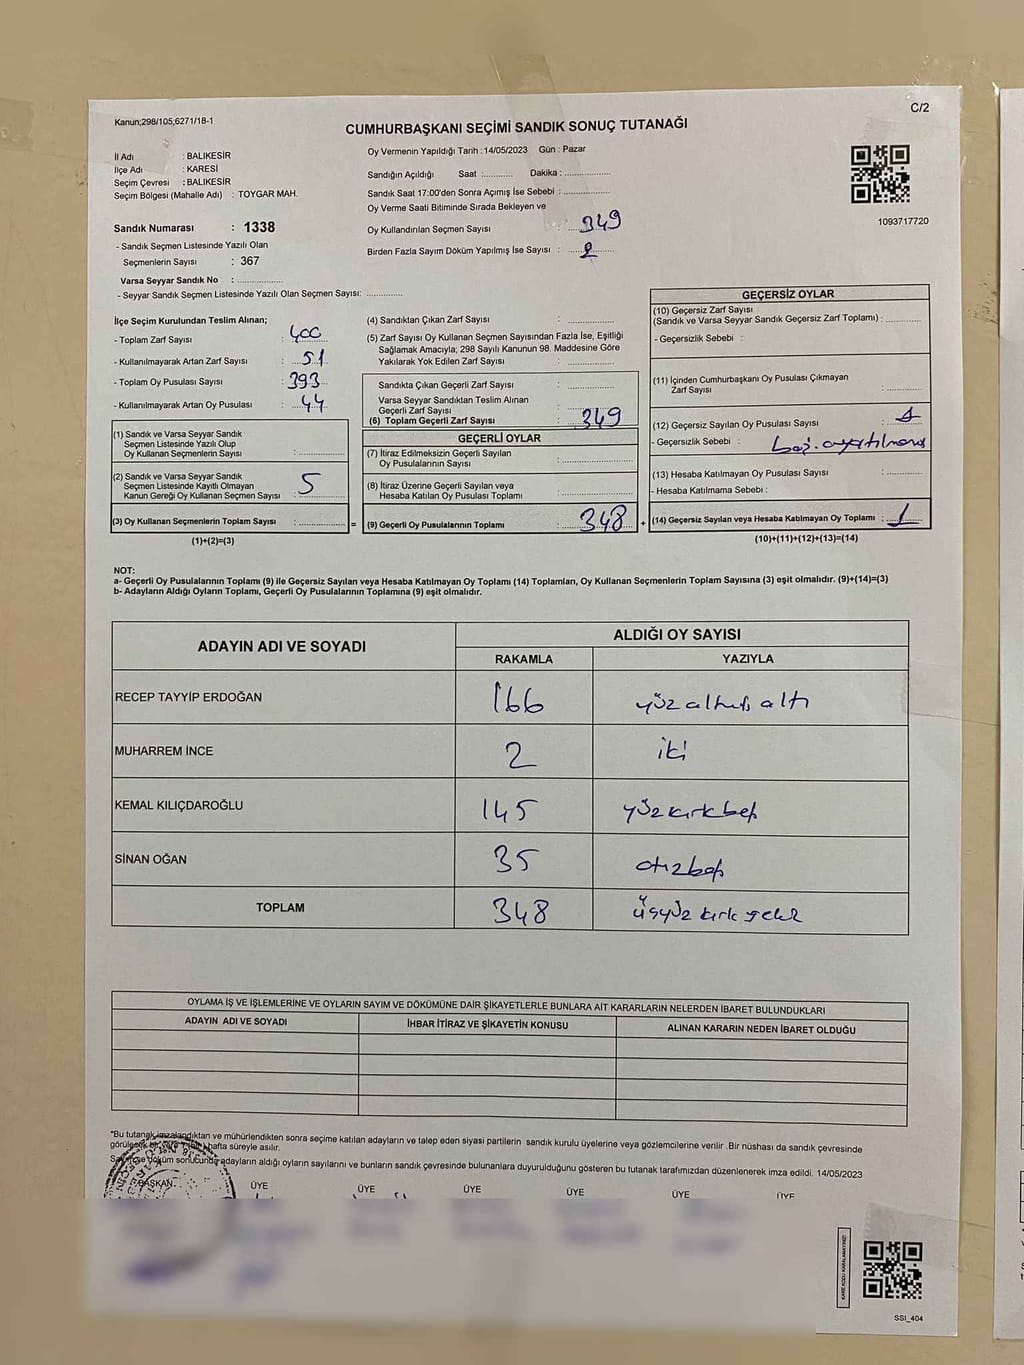 Kanun;298/105,6271/18-1
C/2
CUMHURBAŞKANI SEÇİMİ SANDIK SONUÇ TUTANAĞI
İl Adı : BALIKESİR
İlçe Adı : KARESİ
Seçim Çevresi : BALIKESİR
Seçim Bölgesi (Mahalle Adı) : TOYGAR MAH.
Oy Vermenin Yapıldığı Tarih :14/05/2023 Gün : Pazar
Sandığın Açıldığı Saat :............ Dakika :................
Sandık Saat 17:00'den Sonra Açımış İse Sebebi :................
Oy Verme Saati Bitiminde Sırada Bekleyen ve
Oy Kullandırılan Seçmen Sayısı : 349
Birden Fazla Sayım Döküm Yapılmış İse Sayısı : 2
1093717720
Sandık Numarası : 1338
- Sandık Seçmen Listesinde Yazılı Olan
Seçmenlerin Sayısı : 367
Varsa Seyyar Sandık No :................
- Seyyar Sandık Seçmen Listesinde Yazılı Olan Seçmen Sayısı: .............
İlçe Seçim Kurulundan Teslim Alınan;
- Toplam Zarf Sayısı : 400
- Kullanılmayarak Artan Zarf Sayısı : 51
- Toplam Oy Pusulası Sayısı : 393
- Kullanılmayarak Artan Oy Pusulası : 44
(1) Sandık ve Varsa Seyyar Sandık
Seçmen Listesinde Yazılı Olup
Oy Kullanan Seçmenlerin Sayısı :................
(2) Sandık ve Varsa Seyyar Sandık
Seçmen Listesinde Kayıtlı Olmayan
Kanun Gereği Oy Kullanan Seçmen Sayısı : 5
(3) Oy Kullanan Seçmenlerin Toplam Sayısı :................ =
(1)+(2)=(3)
(4) Sandıktan Çıkan Zarf Sayısı :................
(5) Zarf Sayısı Oy Kullanan Seçmen Sayısından Fazla İse, Eşitliği
Sağlamak Amacıyla; 298 Sayılı Kanunun 98. Maddesine Göre
Yakılarak Yok Edilen Zarf Sayısı :................
Sandıkta Çıkan Geçerli Zarf Sayısı :................
Varsa Seyyar Sandıktan Teslim Alınan
Geçerli Zarf Sayısı :................
(6) Toplam Geçerli Zarf Sayısı : 349
GEÇERLİ OYLAR
(7) İtiraz Edilmeksizin Geçerli Sayılan
Oy Pusulalarının Sayısı :................
(8) İtiraz Üzerine Geçerli Sayılan veya
Hesaba Katılan Oy Pusulası Toplamı :................
(9) Geçerli Oy Pusulalarının Toplamı : 348 +
GEÇERSİZ OYLAR
(10) Geçersiz Zarf Sayısı
(Sandık ve Varsa Seyyar Sandık Geçersiz Zarf Toplamı) :............
- Geçersizlik Sebebi :
(11) İçinden Cumhurbaşkanı Oy Pusulası Çıkmayan
Zarf Sayısı :............
(12) Geçersiz Sayılan Oy Pusulası Sayısı : 1
- Geçersizlik Sebebi :
(13) Hesaba Katılmayan Oy Pusulası Sayısı :............
- Hesaba Katılmama Sebebi :
(14) Geçersiz Sayılan veya Hesaba Katılmayan Oy Toplamı : 1
(10)+(11)+(12)+(13)=(14)
NOT:
a- Geçerli Oy Pusulalarının Toplamı (9) ile Geçersiz Sayılan veya Hesaba Katılmayan Oy Toplamı (14) Toplamları, Oy Kullanan Seçmenlerin Toplam Sayısına (3) eşit olmalıdır. (9)+(14)=(3)
b- Adayların Aldığı Oyların Toplamı, Geçerli Oy Pusulalarının Toplamına (9) eşit olmalıdır.
ADAYIN ADI VE SOYADI ALDIĞI OY SAYISI
RAKAMLA YAZIYLA
RECEP TAYYİP ERDOĞAN 166 yüz altmış altı
MUHARREM İNCE 2 iki
KEMAL KILIÇDAROĞLU 145 yüzkırkbeş
SİNAN OĞAN 35 otuzbeş
TOPLAM 348 üçyüz kırk sekiz
OYLAMA İŞ VE İŞLEMLERİNE VE OYLARIN SAYIM VE DÖKÜMÜNE DAİR ŞİKAYETLERLE BUNLARA AİT KARARLARIN NELERDEN İBARET BULUNDUKLARI
ADAYIN ADI VE SOYADI İHBAR İTİRAZ VE ŞİKAYETİN KONUSU ALINAN KARARIN NEDEN İBARET OLDUĞU
"Bu tutanak imzalandıktan ve mühürlendikten sonra seçime katılan adayların ve talep eden siyasi partilerin sandık kurulu üyelerine veya gözlemcilerine verilir .Bir nüshası da sandık çevresinde
görülecek bir hafta süreyle asılır.
döküm sonucunda adayların aldığı oyların sayılarını ve bunların sandık çevresinde bulunanlara duyurulduğunu gösteren bu tutanak tarafımızdan düzenlenerek imza edildi. 14/05/2023
BAŞKAN ÜYE ÜYE ÜYE ÜYE ÜYE ÜYE
KARE KODU KARALAMAYINIZ!
SSI_404